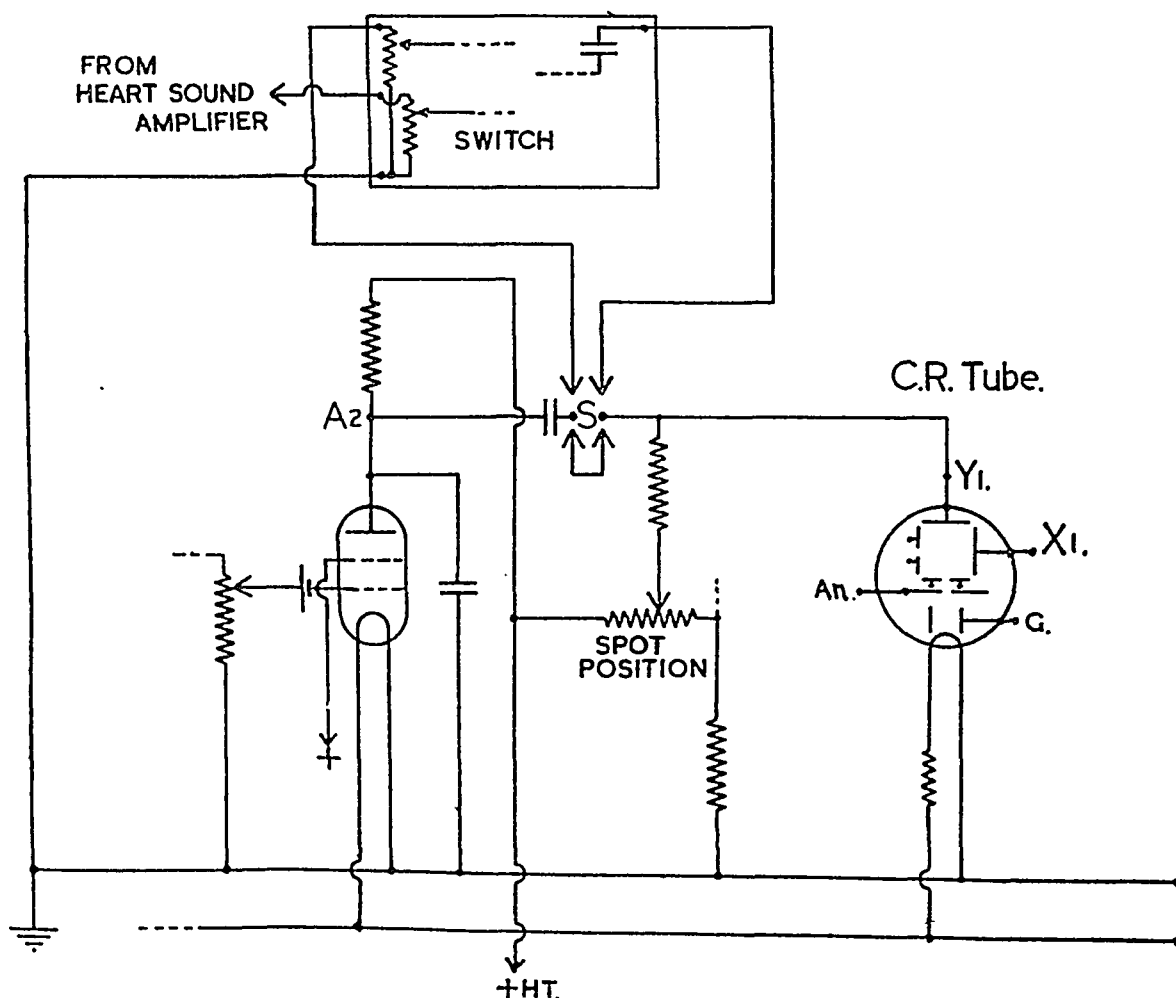 FROM
HEART SOUND
AMPLIFIER
SWITCH
C.R. Tube.
A2
S
Y1.
X1.
An.
G.
SPOT
POSITION
+
+HT.